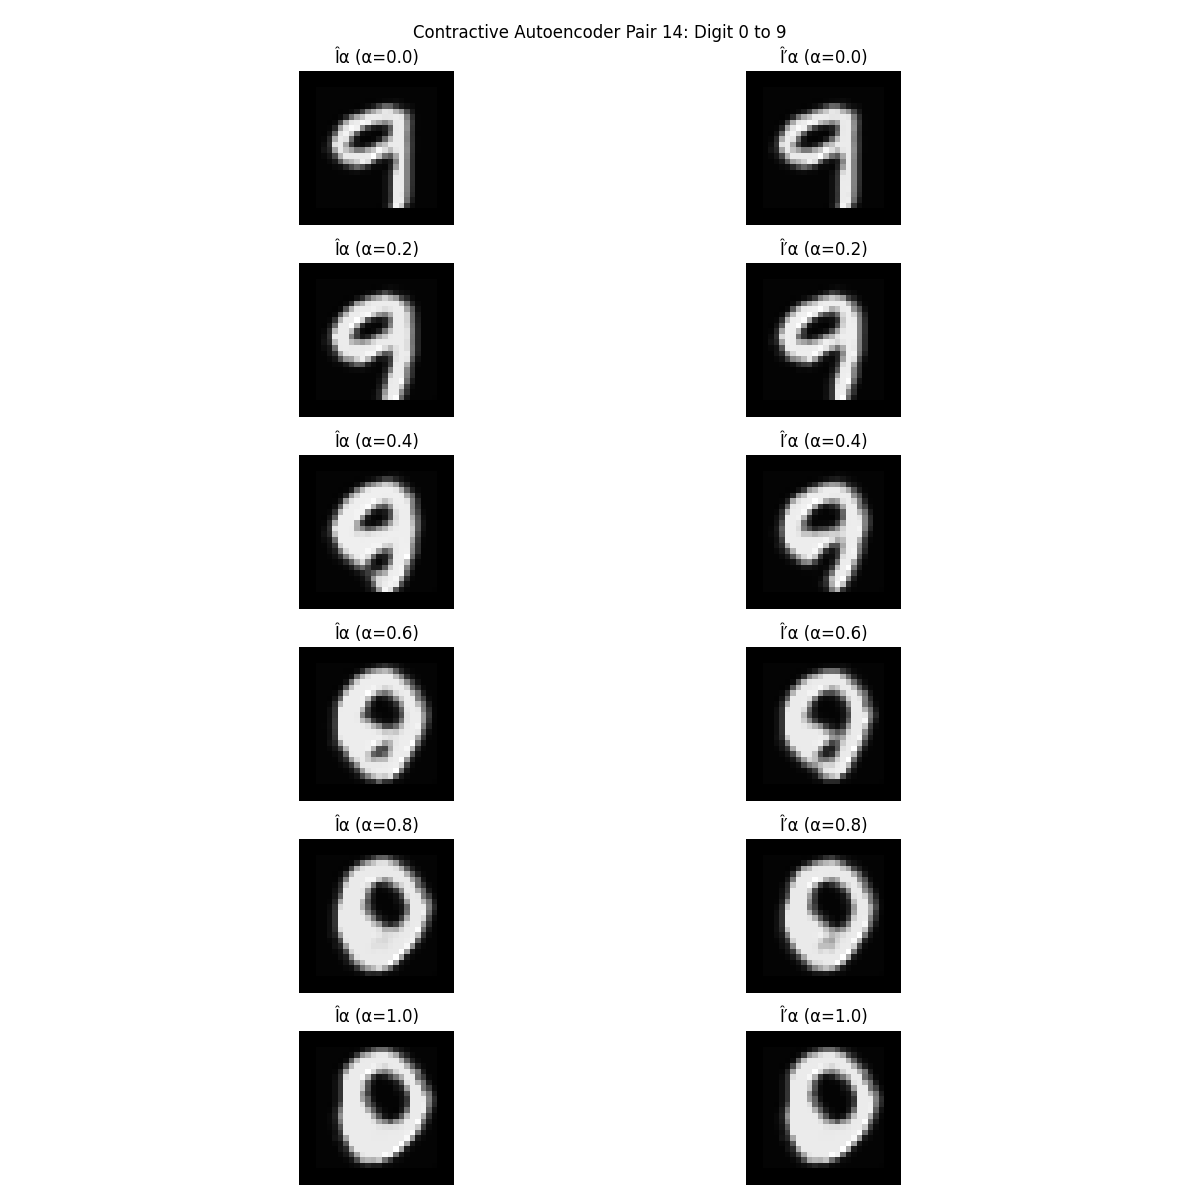 Contractive Autoencoder Pair 14: Digit 0 to 9
Îα (α=0.0) Î′α (α=0.0)
Îα (α=0.2) Î′α (α=0.2)
Îα (α=0.4) Î′α (α=0.4)
Îα (α=0.6) Î′α (α=0.6)
Îα (α=0.8) Î′α (α=0.8)
Îα (α=1.0) Î′α (α=1.0)